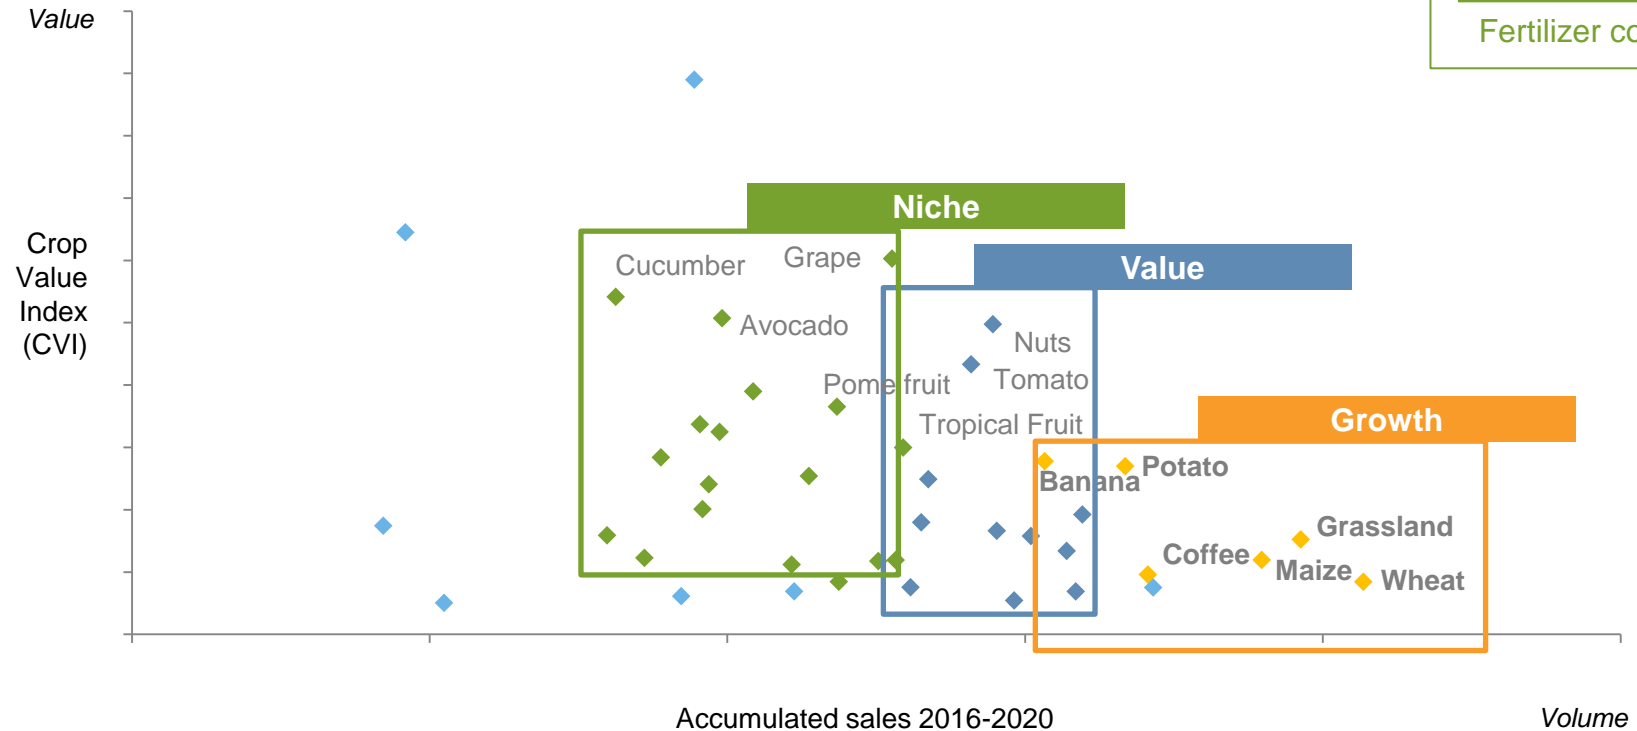 Value
Fertilizer co
Niche
Crop
Value
Index
(CVI)
Value
Cucumber
Grape
Avocado
Nuts
Pome fruit
Tomato
Tropical Fruit
Growth
Banana
Potato
Grassland
Coffee
Maize
Wheat
Accumulated sales 2016-2020
Volume